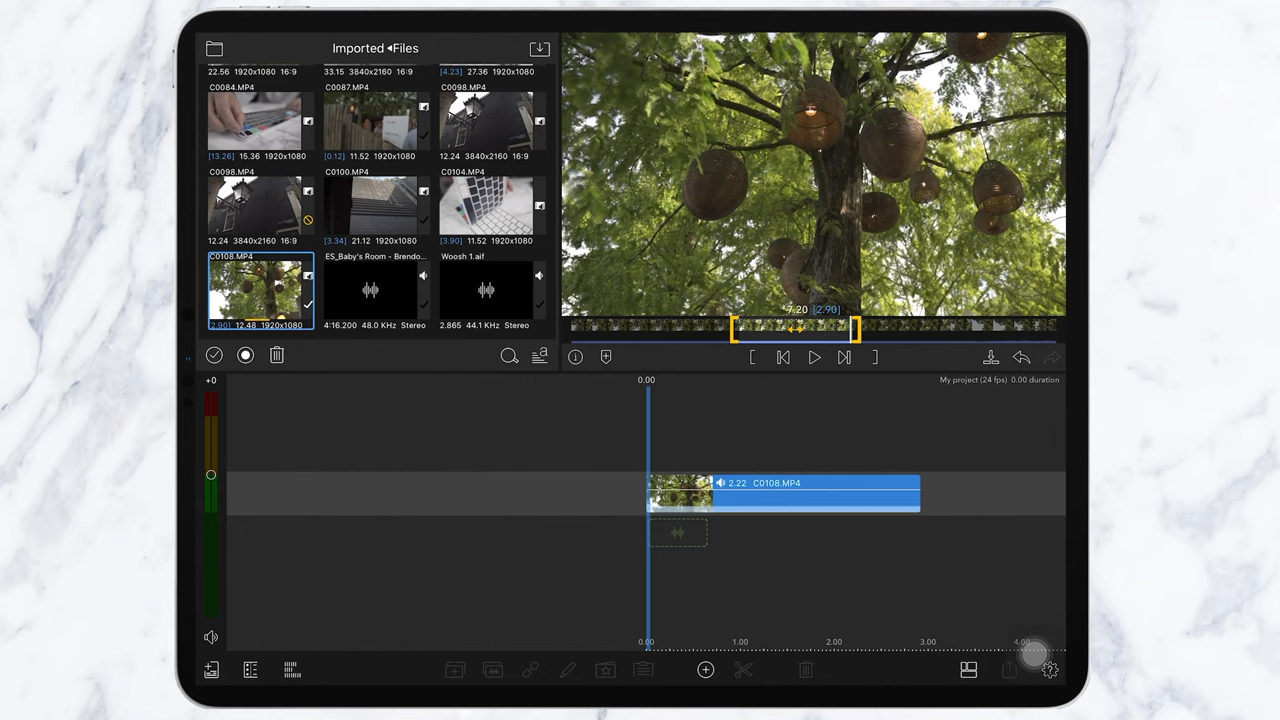 Imported ◂Files
22.56 1920x1080 16:9
33.15 3840x2160 16:9
[4.23] 27.36 1920x1080
C0084.MP4
C0087.MP4
C0098.MP4
[13.26] 15.36 1920x1080
[0.12] 11.52 1920x1080
12.24 3840x2160 16:9
C0098.MP4
C0100.MP4
C0104.MP4
12.24 3840x2160 16:9
[3.34] 21.12 1920x1080
[3.90] 11.52 1920x1080
C0108.MP4
ES_Baby's Room - Brendo...
Woosh 1.aif
[2.90] 12.48 1920x1080
4:16.200 48.0 KHz Stereo
2.865 44.1 KHz Stereo
7.20 [2.90]
+0
0.00
My project (24 fps) 0.00 duration
2.22 C0108.MP4
0.00
1.00
2.00
3.00
4.00